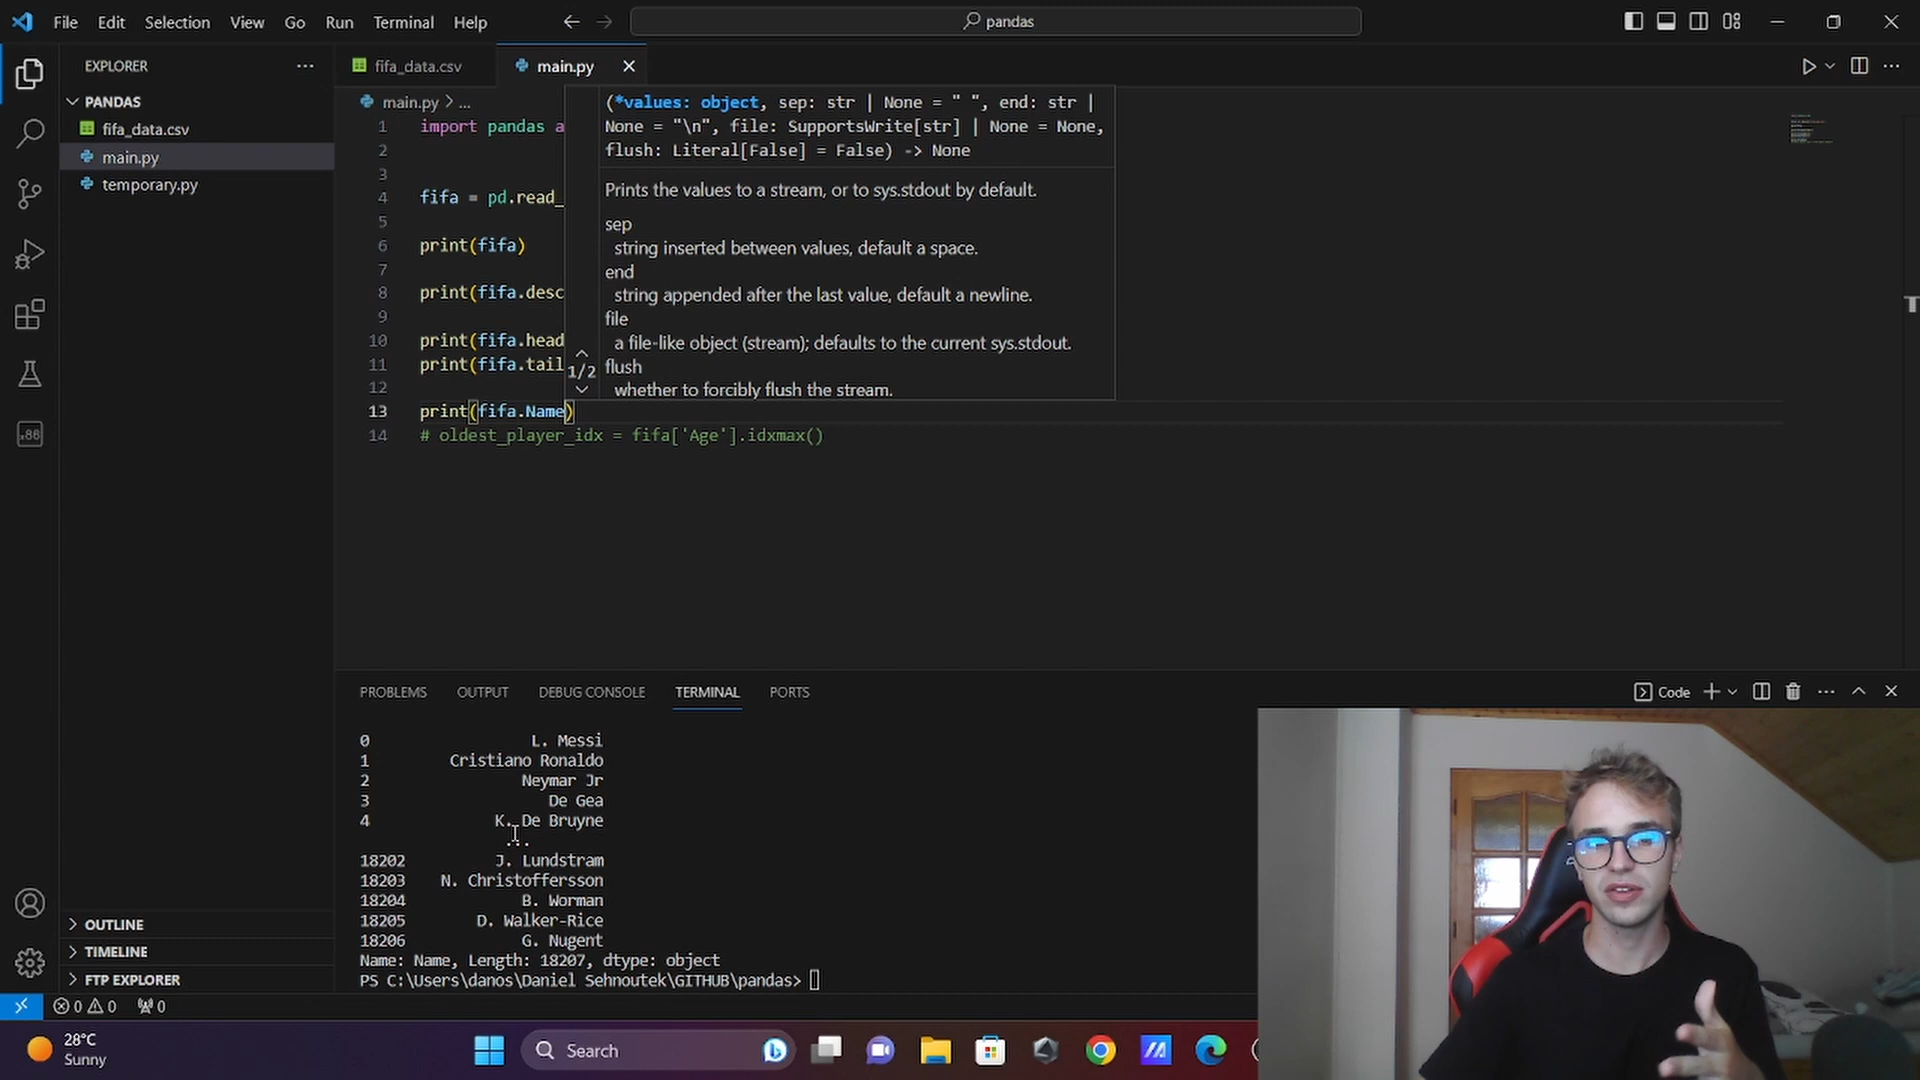 File Edit Selection View Go Run Terminal Help
pandas
EXPLORER
PANDAS
fifa_data.csv
main.py
temporary.py
OUTLINE
TIMELINE
FTP EXPLORER
fifa_data.csv
main.py
main.py > ...
1 import pandas a
2
3
4 fifa = pd.read_
5
6 print(fifa)
7
8 print(fifa.desc
9
10 print(fifa.head
11 print(fifa.tail
12
13 print(fifa.Name)
14 # oldest_player_idx = fifa['Age'].idxmax()
(*values: object, sep: str | None = " ", end: str |
None = "\n", file: SupportsWrite[str] | None = None,
flush: Literal[False] = False) -> None
Prints the values to a stream, or to sys.stdout by default.
sep
string inserted between values, default a space.
end
string appended after the last value, default a newline.
file
a file-like object (stream); defaults to the current sys.stdout.
1/2
flush
whether to forcibly flush the stream.
PROBLEMS OUTPUT DEBUG CONSOLE TERMINAL PORTS
Code
0 L. Messi
1 Cristiano Ronaldo
2 Neymar Jr
3 De Gea
4 K. De Bruyne
...
18202 J. Lundstram
18203 N. Christoffersson
18204 B. Worman
18205 D. Walker-Rice
18206 G. Nugent
Name: Name, Length: 18207, dtype: object
PS C:\Users\danos\Daniel Sehnoutek\GITHUB\pandas>
0 0 0
28°C
Sunny
Search